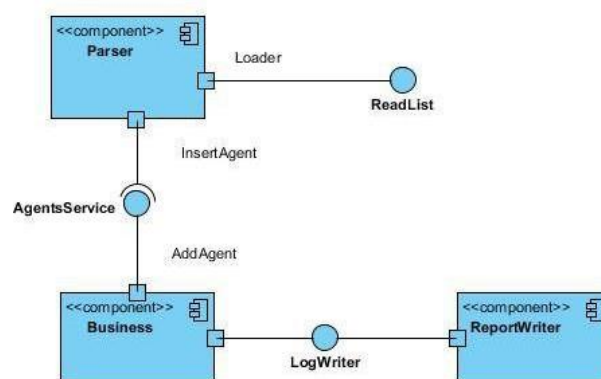 <<component>>
Parser
Loader
ReadList
InsertAgent
AgentsService
AddAgent
<<component>>
Business
LogWriter
<<component>>
ReportWriter